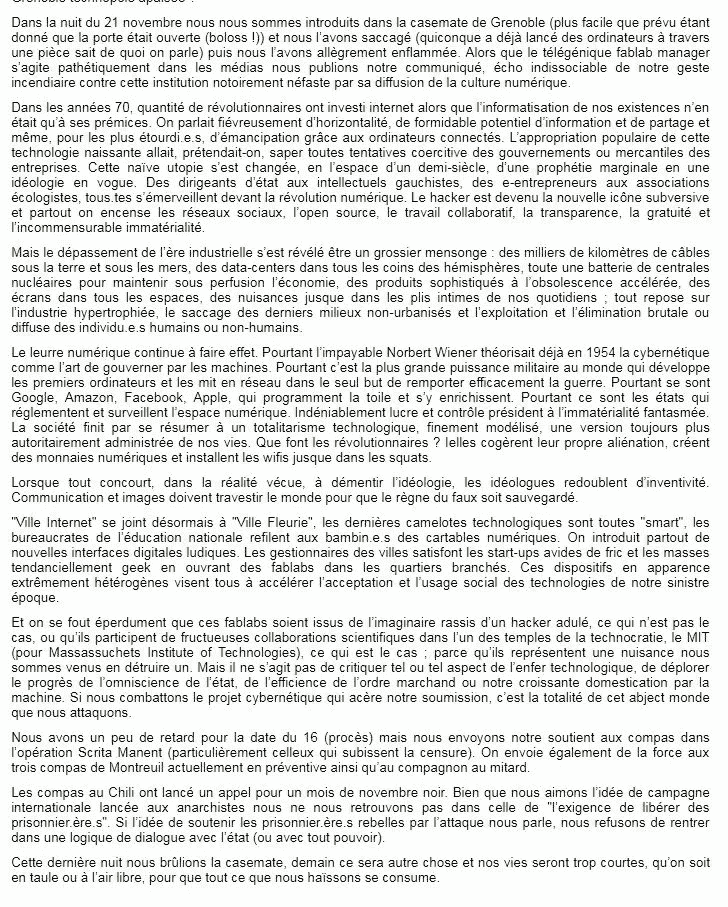 Grenoble technopole apaisée".
Dans la nuit du 21 novembre nous nous sommes introduits dans la casemate de Grenoble (plus facile que prévu étant
donné que la porte était ouverte (boloss !)) et nous l'avons saccagé (quiconque a déjà lancé des ordinateurs à travers
une pièce sait de quoi on parle) puis nous l'avons allègrement enflammée. Alors que le télégénique fablab manager
s'agite pathétiquement dans les médias nous publions notre communiqué, écho indissociable de notre geste
incendiaire contre cette institution notoirement néfaste par sa diffusion de la culture numérique.
Dans les années 70, quantité de révolutionnaires ont investi internet alors que l'informatisation de nos existences n'en
était qu'à ses prémices. On parlait fiévreusement d'horizontalité, de formidable potentiel d'information et de partage et
même, pour les plus étourdi.e.s, d'émancipation grâce aux ordinateurs connectés. L'appropriation populaire de cette
technologie naissante allait, prétendait-on, saper toutes tentatives coercitive des gouvernements ou mercantiles des
entreprises. Cette naïve utopie s'est changée, en l'espace d'un demi-siècle, d'une prophétie marginale en une
idéologie en vogue. Des dirigeants d'état aux intellectuels gauchistes, des e-entrepreneurs aux associations
écologistes, tous.tes s'émerveillent devant la révolution numérique. Le hacker est devenu la nouvelle icône subversive
et partout on encense les réseaux sociaux, l'open source, le travail collaboratif, la transparence, la gratuité et
l'incommensurable immatérialité.
Mais le dépassement de l'ère industrielle s'est révélé être un grossier mensonge : des milliers de kilomètres de câbles
sous la terre et sous les mers, des data-centers dans tous les coins des hémisphères, toute une batterie de centrales
nucléaires pour maintenir sous perfusion l'économie, des produits sophistiqués à l'obsolescence accélérée, des
écrans dans tous les espaces, des nuisances jusque dans les plis intimes de nos quotidiens ; tout repose sur
l'industrie hypertrophiée, le saccage des derniers milieux non-urbanisés et l'exploitation et l'élimination brutale ou
diffuse des individu.e.s humains ou non-humains.
Le leurre numérique continue à faire effet. Pourtant l'impayable Norbert Wiener théorisait déjà en 1954 la cybernétique
comme l'art de gouverner par les machines. Pourtant c'est la plus grande puissance militaire au monde qui développe
les premiers ordinateurs et les mit en réseau dans le seul but de remporter efficacement la guerre. Pourtant se sont
Google, Amazon, Facebook, Apple, qui programment la toile et s'y enrichissent. Pourtant ce sont les états qui
réglementent et surveillent l'espace numérique. Indéniablement lucre et contrôle président à l'immatérialité fantasmée.
La société finit par se résumer à un totalitarisme technologique, finement modélisé, une version toujours plus
autoritairement administrée de nos vies. Que font les révolutionnaires ? Ielles cogèrent leur propre aliénation, créent
des monnaies numériques et installent les wifis jusque dans les squats.
Lorsque tout concourt, dans la réalité vécue, à démentir l'idéologie, les idéologues redoublent d'inventivité.
Communication et images doivent travestir le monde pour que le règne du faux soit sauvegardé.
"Ville Internet" se joint désormais à "Ville Fleurie", les dernières camelotes technologiques sont toutes "smart", les
bureaucrates de l'éducation nationale refilent aux bambin.e.s des cartables numériques. On introduit partout de
nouvelles interfaces digitales ludiques. Les gestionnaires des villes satisfont les start-ups avides de fric et les masses
tendanciellement geek en ouvrant des fablabs dans les quartiers branchés. Ces dispositifs en apparence
extrêmement hétérogènes visent tous à accélérer l'acceptation et l'usage social des technologies de notre sinistre
époque.
Et on se fout éperdument que ces fablabs soient issus de l'imaginaire rassis d'un hacker adulé, ce qui n'est pas le
cas, ou qu'ils participent de fructueuses collaborations scientifiques dans l'un des temples de la technocratie, le MIT
(pour Massassuchets Institute of Technologies), ce qui est le cas ; parce qu'ils représentent une nuisance nous
sommes venus en détruire un. Mais il ne s'agit pas de critiquer tel ou tel aspect de l'enfer technologique, de déplorer
le progrès de l'omniscience de l'état, de l'efficience de l'ordre marchand ou notre croissante domestication par la
machine. Si nous combattons le projet cybernétique qui acère notre soumission, c'est la totalité de cet abject monde
que nous attaquons.
Nous avons un peu de retard pour la date du 16 (procès) mais nous envoyons notre soutient aux compas dans
l'opération Scrita Manent (particulièrement celleux qui subissent la censure). On envoie également de la force aux
trois compas de Montreuil actuellement en préventive ainsi qu'au compagnon au mitard.
Les compas au Chili ont lancé un appel pour un mois de novembre noir. Bien que nous aimons l'idée de campagne
internationale lancée aux anarchistes nous ne nous retrouvons pas dans celle de "l'exigence de libérer des
prisonnier.ère.s". Si l'idée de soutenir les prisonnier.ère.s rebelles par l'attaque nous parle, nous refusons de rentrer
dans une logique de dialogue avec l'état (ou avec tout pouvoir).
Cette dernière nuit nous brûlions la casemate, demain ce sera autre chose et nos vies seront trop courtes, qu'on soit
en taule ou à l'air libre, pour que tout ce que nous haïssons se consume.